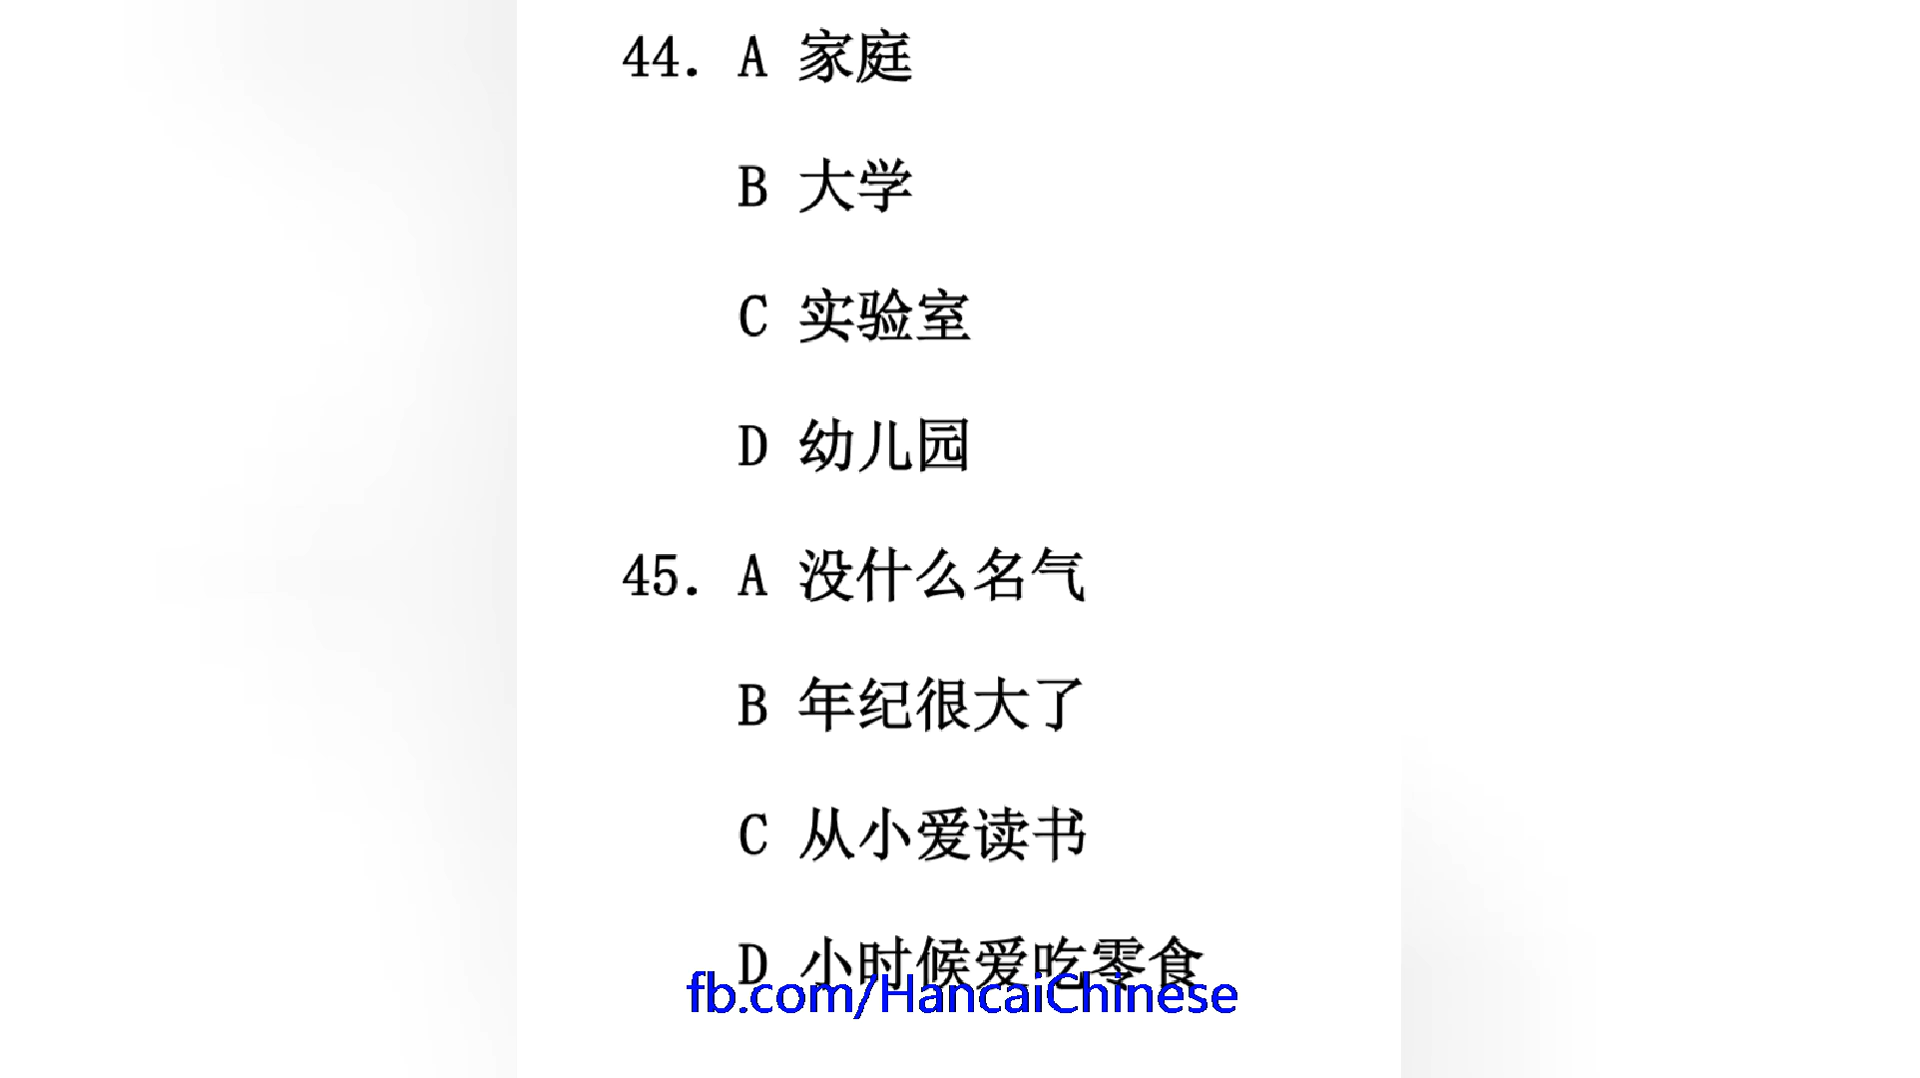 44. A 家庭
B 大学
C 实验室
D 幼儿园
45. A 没什么名气
B 年纪很大了
C 从小爱读书
D 小时候爱吃零食
fb.com/HancaiChinese